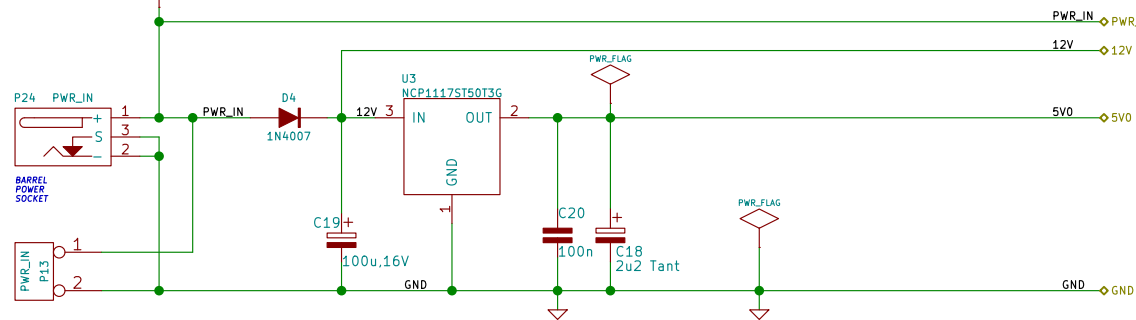 PWR_IN
PWR_
12V
12V
PWR_FLAG
U3
NCP1117ST50T3G
P24 PWR_IN
D4
1
+
PWR_IN
12V
3
IN
OUT
2
5V0
5V0
3
S
1N4007
2
-
GND
BARREL
POWER
SOCKET
1
PWR_FLAG
C19
+
C20
+
PWR_IN
P13
1
100u,16V
100n
C18
2u2 Tant
2
GND
GND
GND